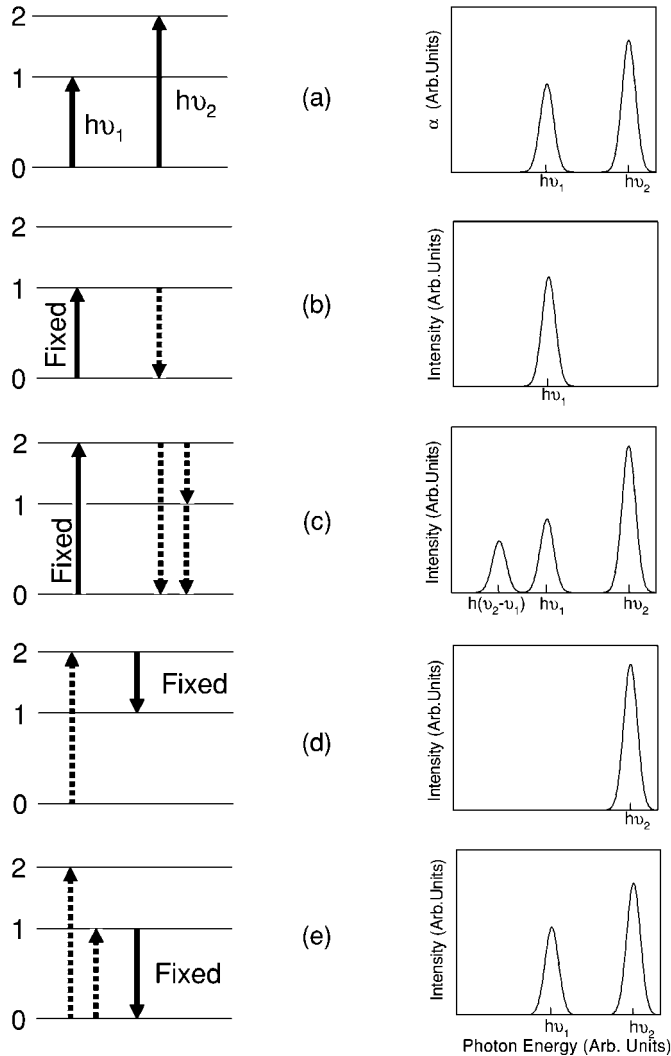 2
1
0
hυ₁
hυ₂
(a)
α (Arb.Units)
hυ₁
hυ₂
2
1
0
Fixed
(b)
Intensity (Arb.Units)
hυ₁
2
1
0
Fixed
(c)
Intensity (Arb.Units)
h(υ₂-υ₁)
hυ₁
hυ₂
2
1
0
Fixed
(d)
Intensity (Arb.Units)
hυ₂
2
1
0
Fixed
(e)
Intensity (Arb.Units)
hυ₁
hυ₂
Photon Energy (Arb. Units)